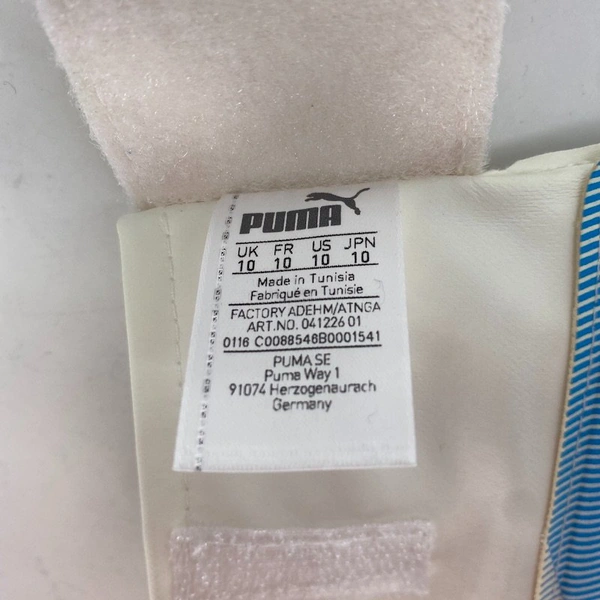 PUMA
UK FR US JPN
10 10 10 10
Made in Tunisia
Fabriqué en Tunisie
FACTORY ADEHM/ATNGA
ART.NO. 041226 01
0116 C0088546B0001541
PUMA SE
Puma Way 1
91074 Herzogenaurach
Germany